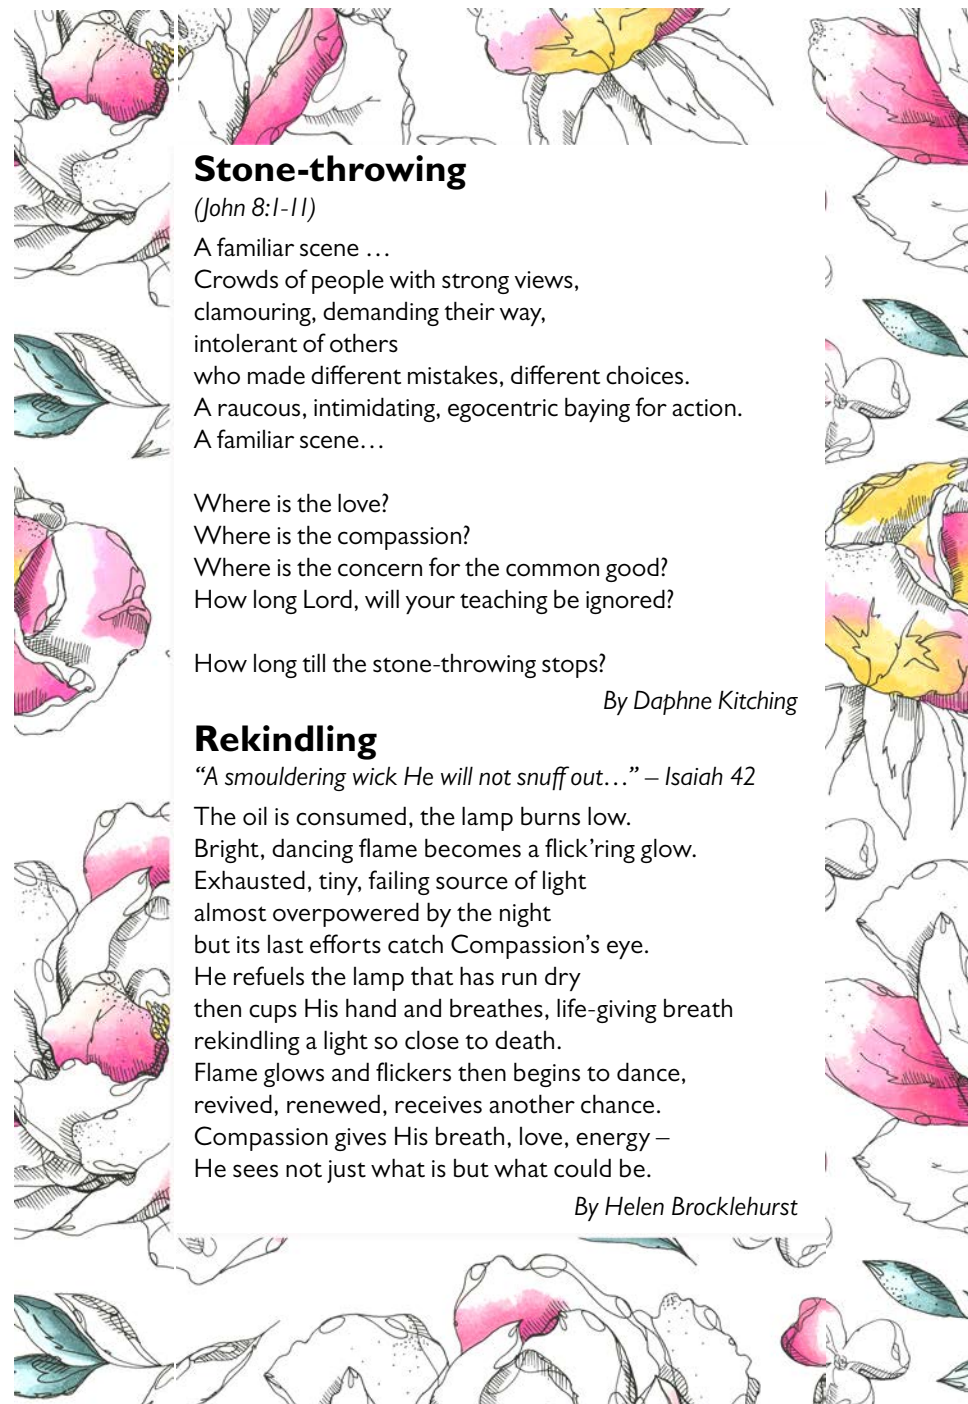 Stone-throwing
(John 8:1-11)
A familiar scene …
Crowds of people with strong views,
clamouring, demanding their way,
intolerant of others
who made different mistakes, different choices.
A raucous, intimidating, egocentric baying for action.
A familiar scene…
Where is the love?
Where is the compassion?
Where is the concern for the common good?
How long Lord, will your teaching be ignored?
How long till the stone-throwing stops?
By Daphne Kitching
Rekindling
“A smouldering wick He will not snuff out…” – Isaiah 42
The oil is consumed, the lamp burns low.
Bright, dancing flame becomes a flick’ring glow.
Exhausted, tiny, failing source of light
almost overpowered by the night
but its last efforts catch Compassion’s eye.
He refuels the lamp that has run dry
then cups His hand and breathes, life-giving breath
rekindling a light so close to death.
Flame glows and flickers then begins to dance,
revived, renewed, receives another chance.
Compassion gives His breath, love, energy –
He sees not just what is but what could be.
By Helen Brocklehurst